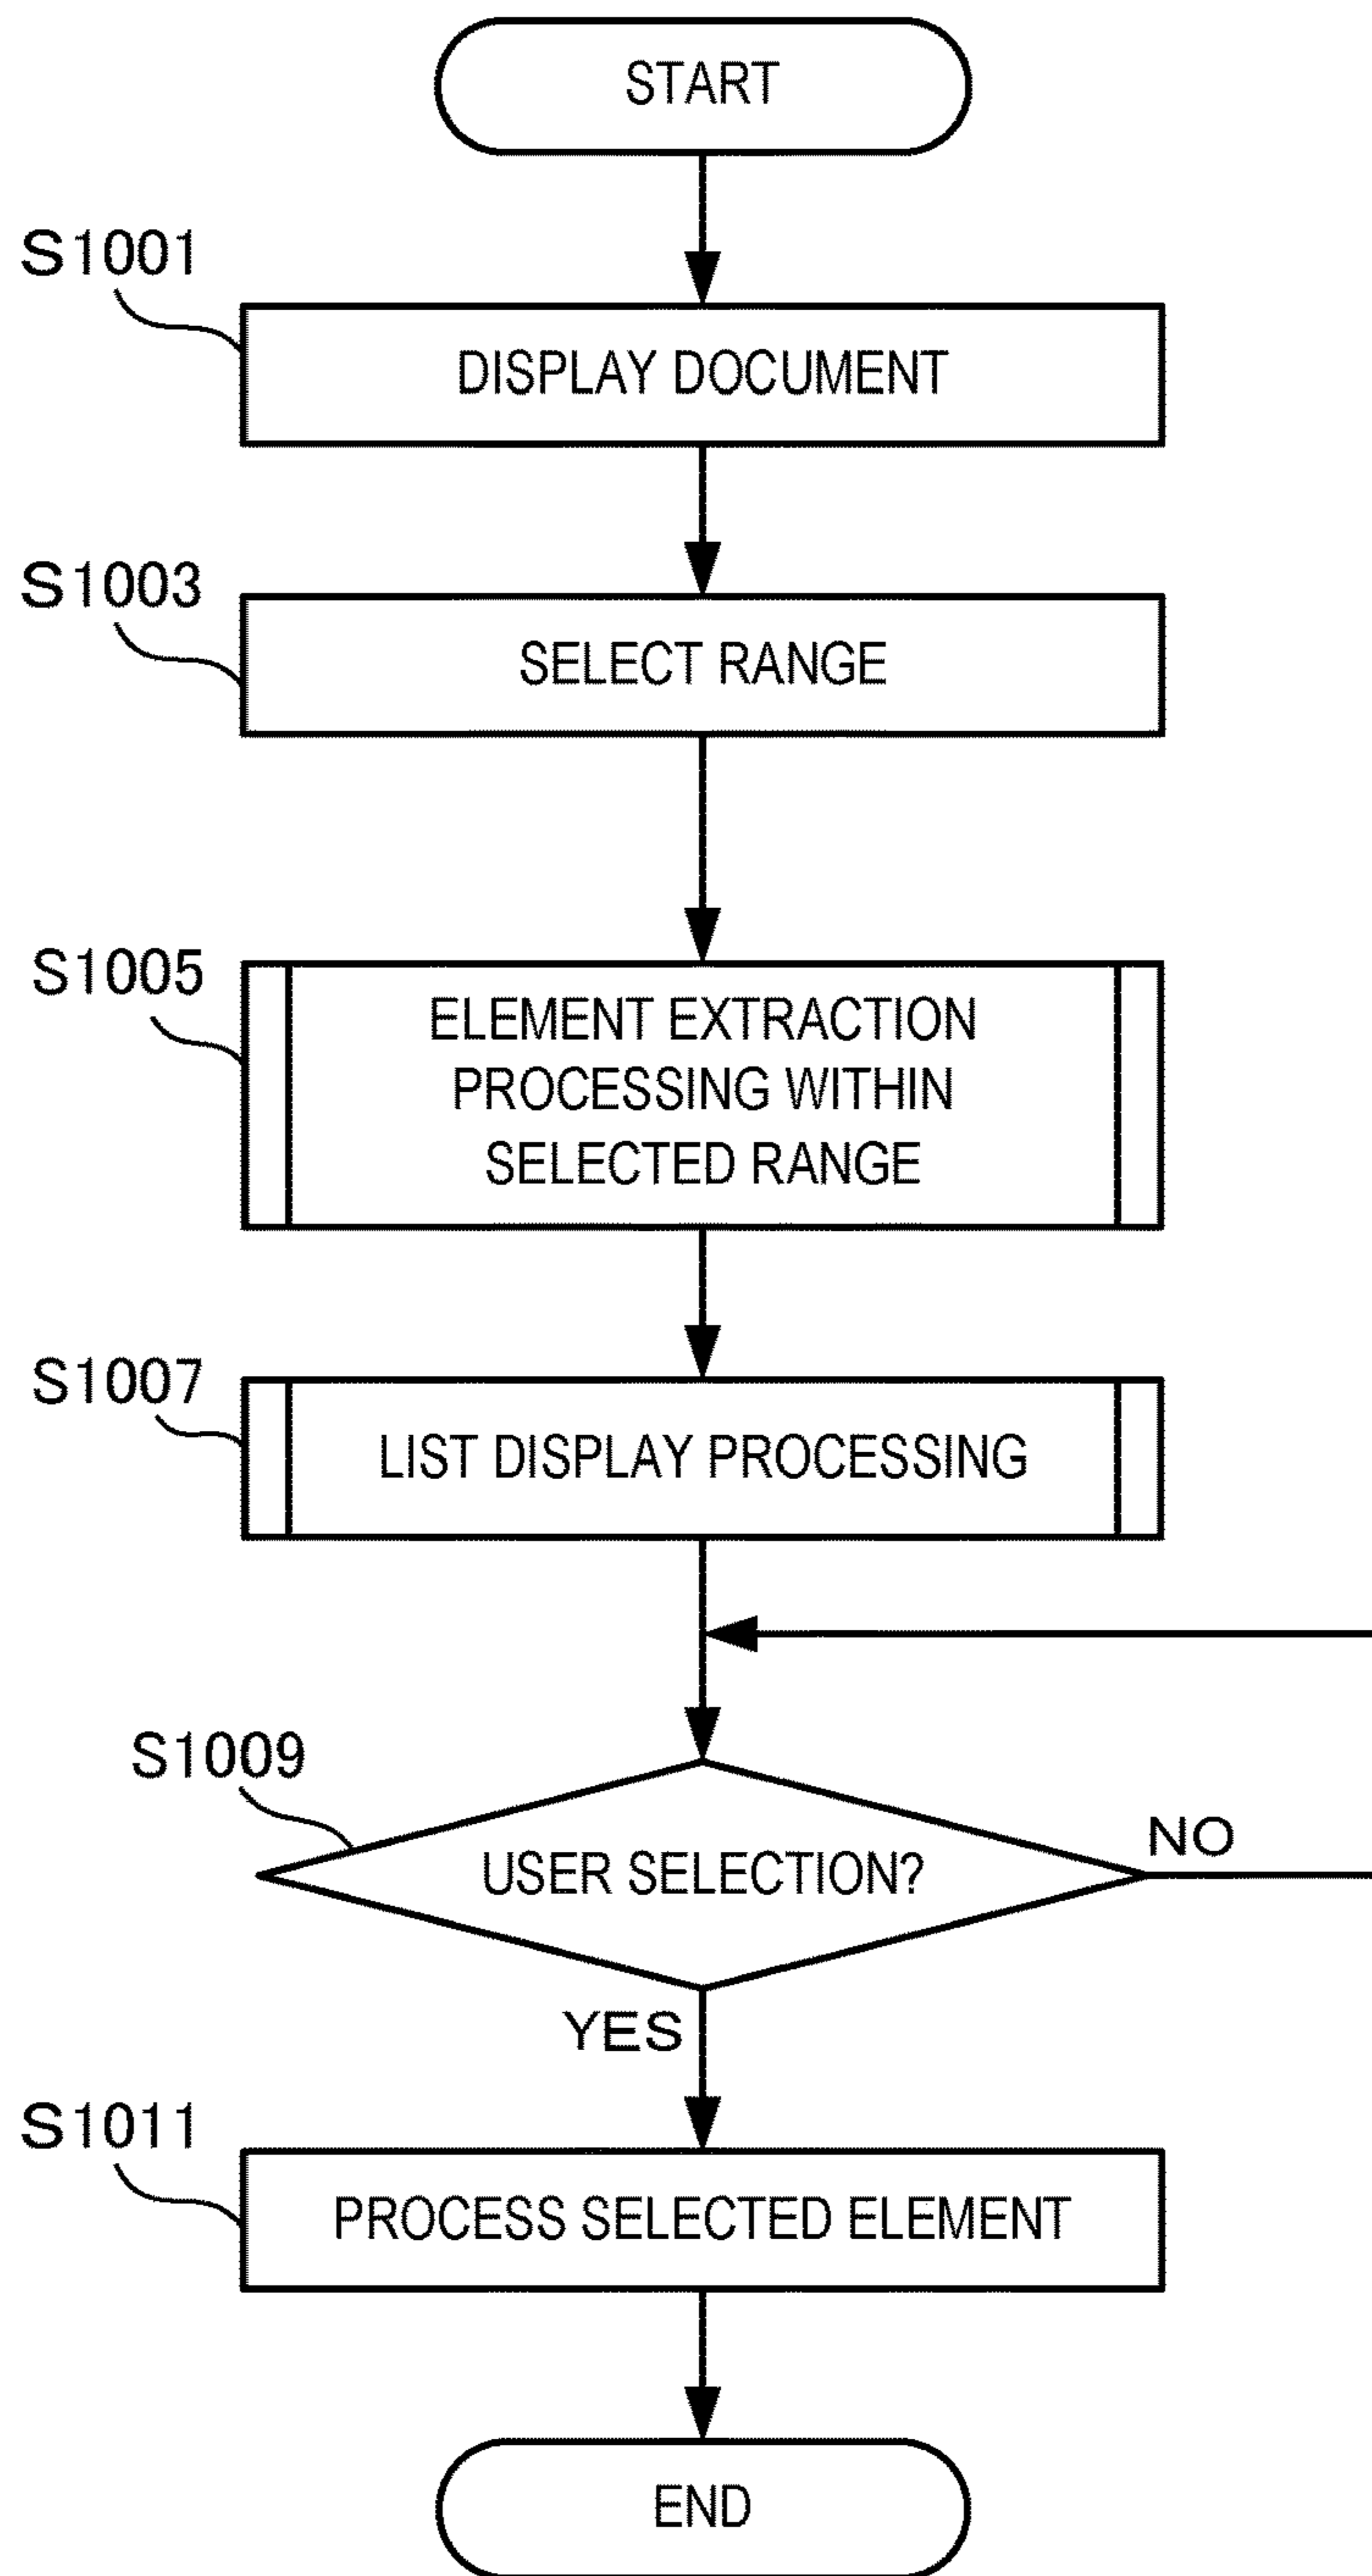 START
S1001
DISPLAY DOCUMENT
S1003
SELECT RANGE
S1005
ELEMENT EXTRACTION
PROCESSING WITHIN
SELECTED RANGE
S1007
LIST DISPLAY PROCESSING
S1009
USER SELECTION?
NO
YES
S1011
PROCESS SELECTED ELEMENT
END